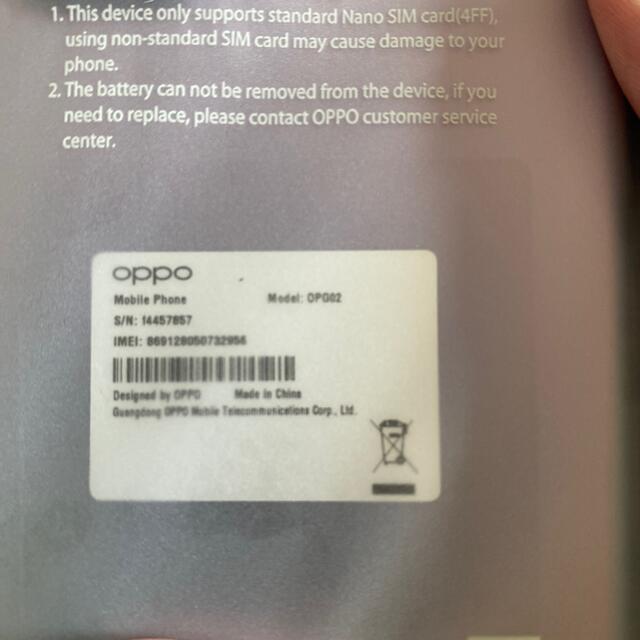 1. This device only supports standard Nano SIM card(4FF),
using non-standard SIM card may cause damage to your
phone.
2. The battery can not be removed from the device, if you
need to replace, please contact OPPO customer service
center.
oppo
Mobile Phone Model: OPG02
S/N: 14457857
IMEI: 869128050732956
Designed by OPPO Made in China
Guangdong OPPO Mobile Telecommunications Corp., Ltd.